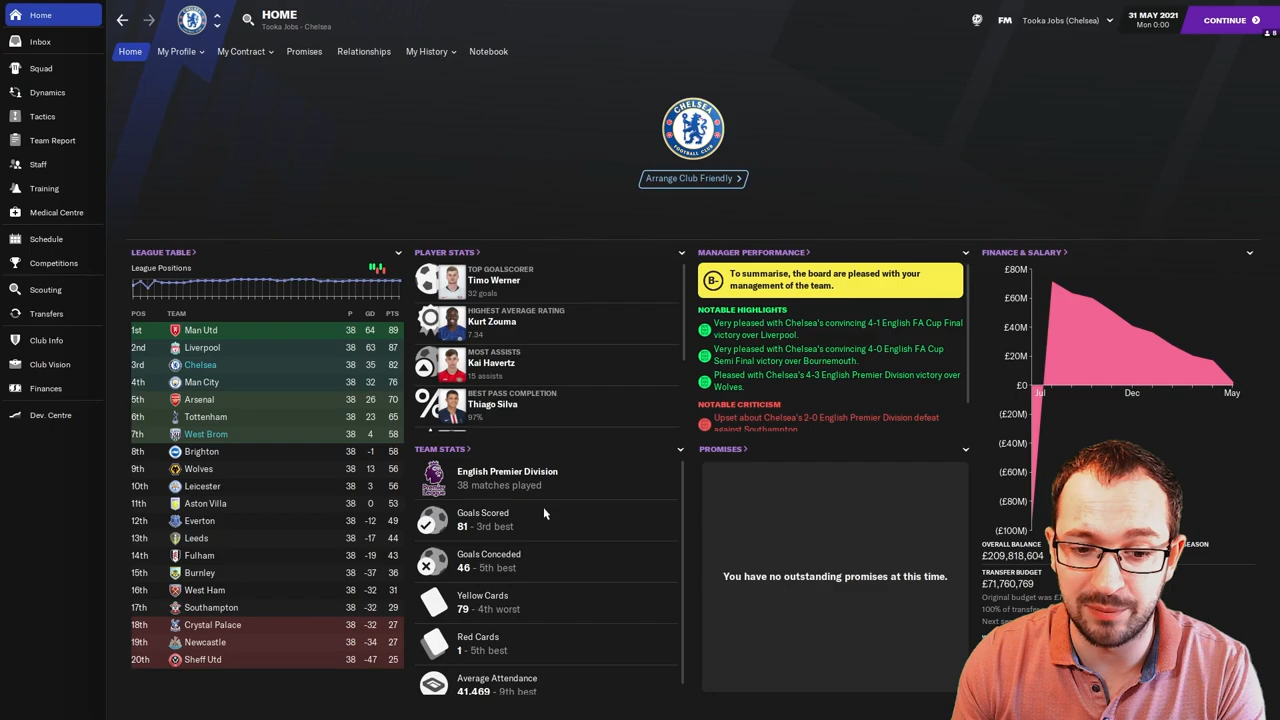 Home
Inbox
Squad
Dynamics
Tactics
Team Report
Staff
Training
Medical Centre
Schedule
Competitions
Scouting
Transfers
Club Info
Club Vision
Finances
Dev. Centre
HOME
Tooka Jobs - Chelsea
FM
Tooka Jobs (Chelsea)
31 MAY 2021
Mon 0:00
CONTINUE
8
Home
My Profile
My Contract
Promises
Relationships
My History
Notebook
CHELSEA
FOOTBALL CLUB
Arrange Club Friendly
LEAGUE TABLE
League Positions
POS TEAM P GD PTS
1st Man Utd 38 64 89
2nd Liverpool 38 63 87
3rd Chelsea 38 35 82
4th Man City 38 32 76
5th Arsenal 38 26 70
6th Tottenham 38 23 65
7th West Brom 38 4 58
8th Brighton 38 -1 58
9th Wolves 38 13 56
10th Leicester 38 3 56
11th Aston Villa 38 0 53
12th Everton 38 -12 49
13th Leeds 38 -17 44
14th Fulham 38 -19 43
15th Burnley 38 -37 36
16th West Ham 38 -32 31
17th Southampton 38 -32 29
18th Crystal Palace 38 -32 27
19th Newcastle 38 -34 27
20th Sheff Utd 38 -47 25
PLAYER STATS
TOP GOALSCORER
Timo Werner
32 goals
HIGHEST AVERAGE RATING
Kurt Zouma
7.34
MOST ASSISTS
Kai Havertz
15 assists
BEST PASS COMPLETION
Thiago Silva
97%
TEAM STATS
English Premier Division
38 matches played
Goals Scored
81 - 3rd best
Goals Conceded
46 - 5th best
Yellow Cards
79 - 4th worst
Red Cards
1 - 5th best
Average Attendance
41,469 - 9th best
MANAGER PERFORMANCE
B-
To summarise, the board are pleased with your
management of the team.
NOTABLE HIGHLIGHTS
Very pleased with Chelsea's convincing 4-1 English FA Cup Final
victory over Liverpool.
Very pleased with Chelsea's convincing 4-0 English FA Cup
Semi Final victory over Bournemouth.
Pleased with Chelsea's 4-3 English Premier Division victory over
Wolves.
NOTABLE CRITICISM
Upset about Chelsea's 2-0 English Premier Division defeat
against Southampton.
PROMISES
You have no outstanding promises at this time.
FINANCE & SALARY
£80M
£60M
£40M
£20M
£0
(£20M)
(£40M)
(£60M)
(£80M)
(£100M)
Jul
Dec
May
OVERALL BALANCE
£209,818,604
SEASON
TRANSFER BUDGET
£71,760,769
Original budget was
100% of transfer